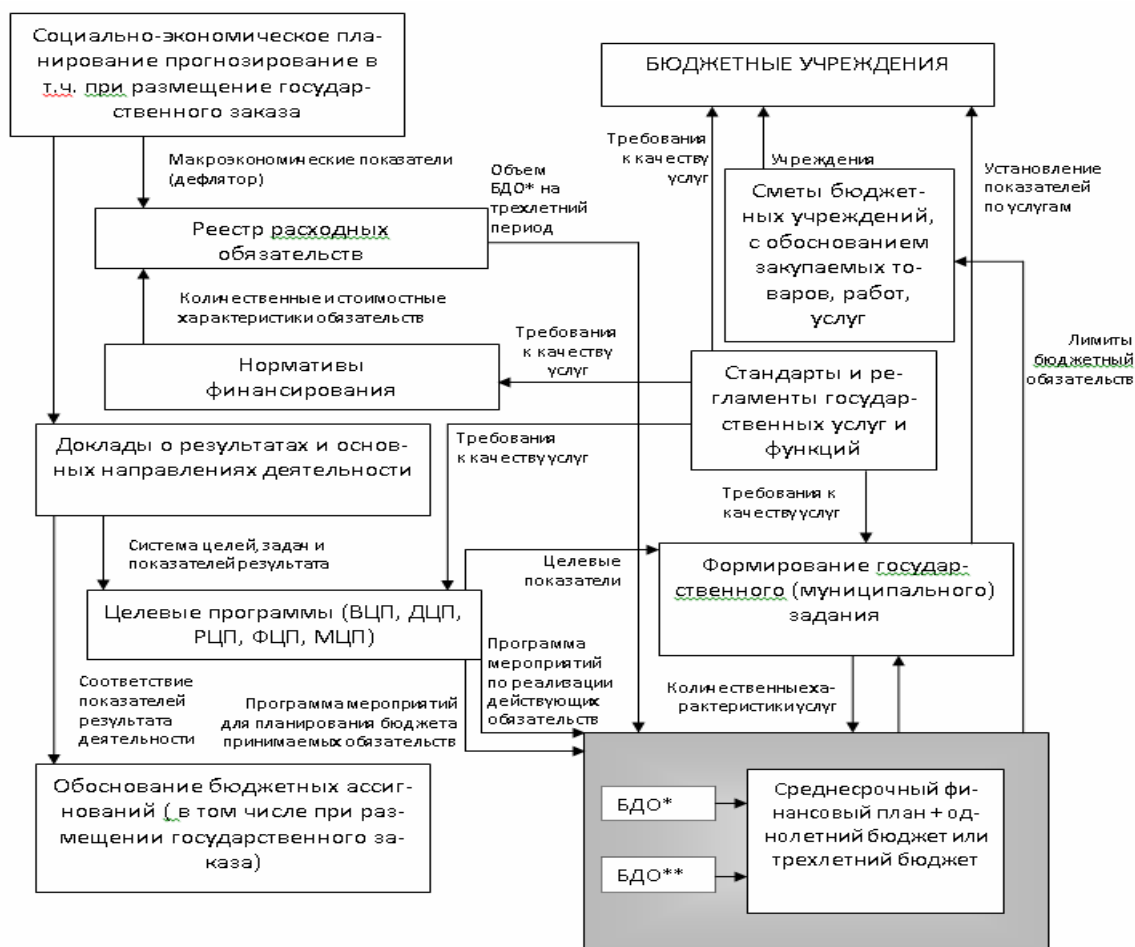 Социально-экономическое пла-
нирование прогнозирование в
т.ч. при размещение государ-
ственного заказа
БЮДЖЕТНЫЕ УЧРЕЖДЕНИЯ
Макроэкономические показатели
(дефлятор)
Объем
БДО* на
трехлетний
период
Требования
к качеству
услуг
Учреждения
Установление
показателей
по услугам
Сметы бюджет-
ных учреждений,
с обоснованием
закупаемых то-
варов, работ,
услуг
Реестр расходных
обязательств
Количественные и стоимостные
характеристики обязательств
Требования
к качеству
услуг
Лимиты
бюджетный
обязательств
Нормативы
финансирования
Стандарты и ре-
гламенты государ-
ственных услуг и
функций
Доклады о результатах и основ-
ных направлениях деятельности
Требования
к качеству услуг
Требования к
качеству услуг
Система целей, задач и
показателей результата
Целевые
показатели
Формирование государ-
ственного (муниципального)
задания
Целевые программы (ВЦП, ДЦП,
РЦП, ФЦП, МЦП)
Программа
мероприятий
по реализации
действующих
обязательств
Соответствие
показателей
результата
деятельности
Программа мероприятий
для планирования бюджета
принимаемых обязательств
Количественные ха-
рактеристики услуг
Обоснование бюджетных ассиг-
нований ( в том числе при раз-
мещении государственного за-
каза)
БДО*
БДО**
Среднесрочный фи-
нансовый план + од-
нолетний бюджет или
трехлетний бюджет